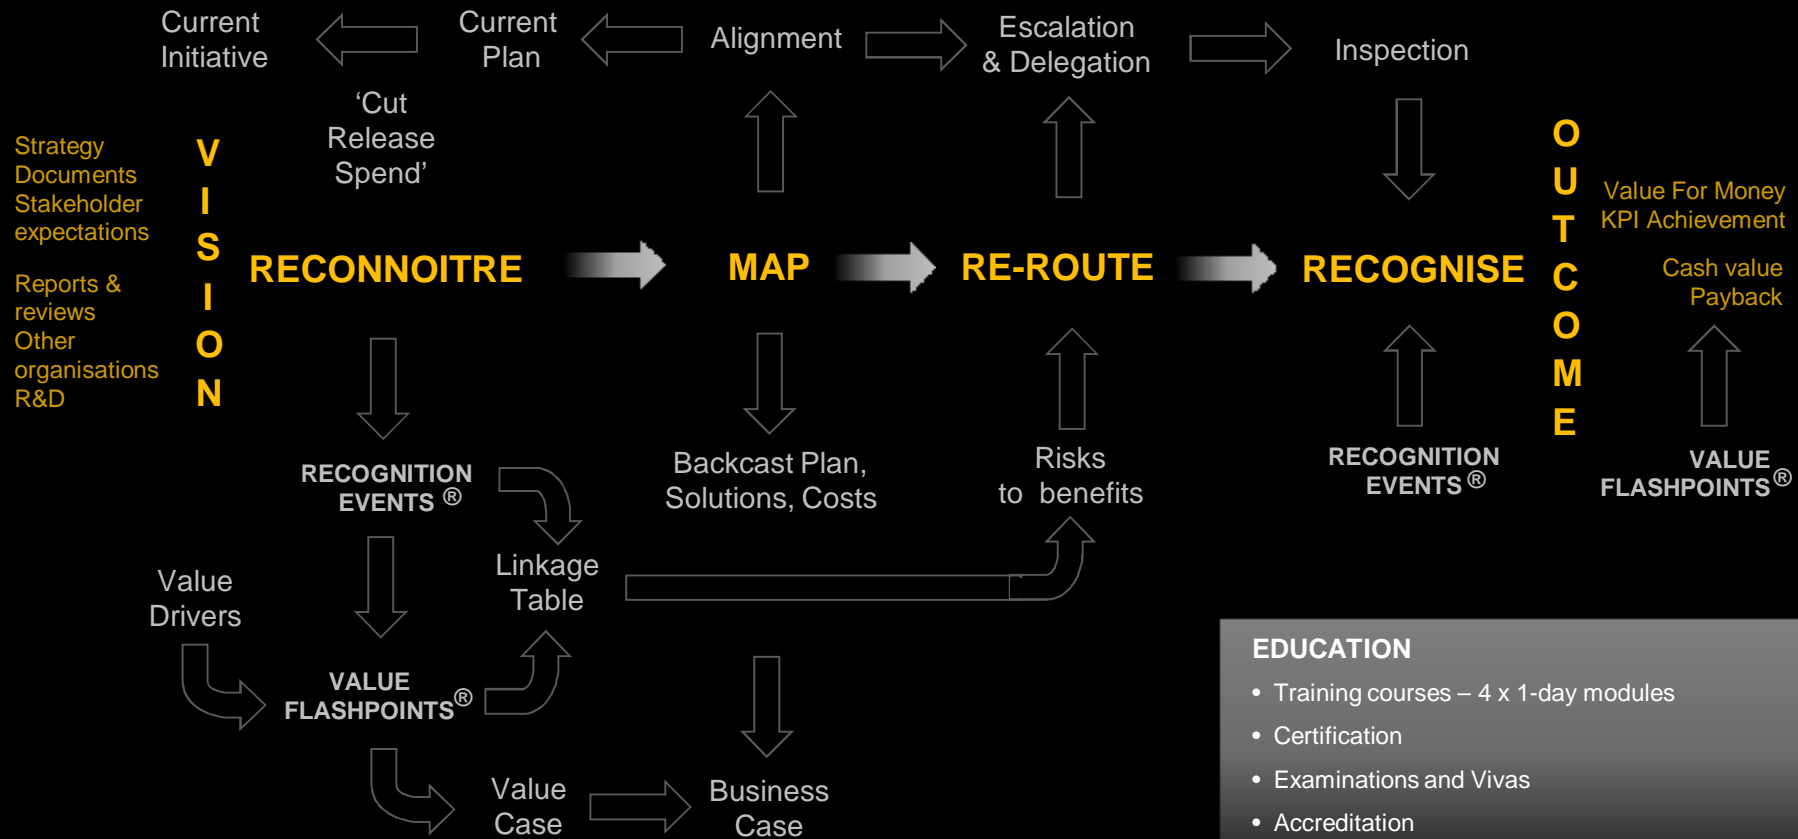 Current
Initiative
Current
Plan
Alignment
Escalation
& Delegation
Inspection
‘Cut
Release
Spend’
Strategy
Documents
Stakeholder
expectations
Reports &
reviews
Other
organisations
R&D
VISION
RECONNOITRE
MAP
RE-ROUTE
RECOGNISE
OUTCOME
Value For Money
KPI Achievement
Cash value
Payback
RECOGNITION
EVENTS ®
Backcast Plan,
Solutions, Costs
Risks
to benefits
RECOGNITION
EVENTS ®
VALUE
FLASHPOINTS®
Value
Drivers
Linkage
Table
VALUE
FLASHPOINTS®
Value
Case
Business
Case
EDUCATION
• Training courses – 4 x 1-day modules
• Certification
• Examinations and Vivas
• Accreditation